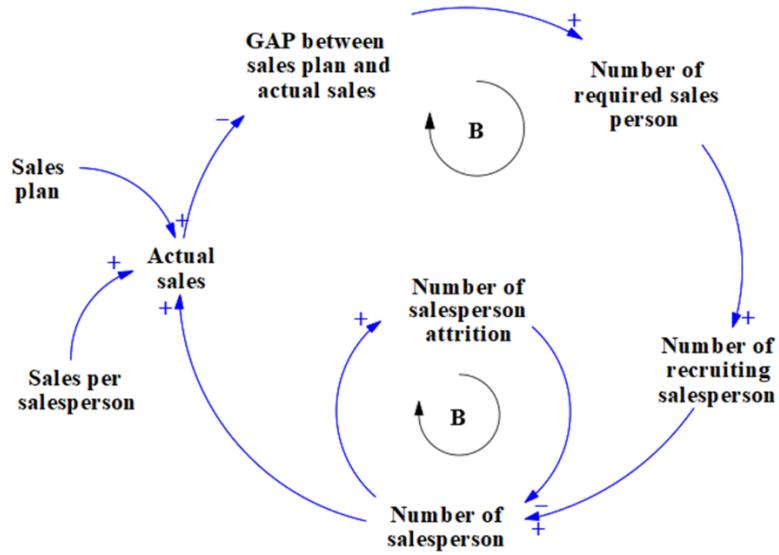 GAP between
sales plan and
actual sales
+
Number of
required sales
person
B
−
Sales
plan
+
Actual
sales
+
+
Sales per
salesperson
Number of
salesperson
attrition
+
B
+
Number of
recruiting
salesperson
−
+
Number of
salesperson